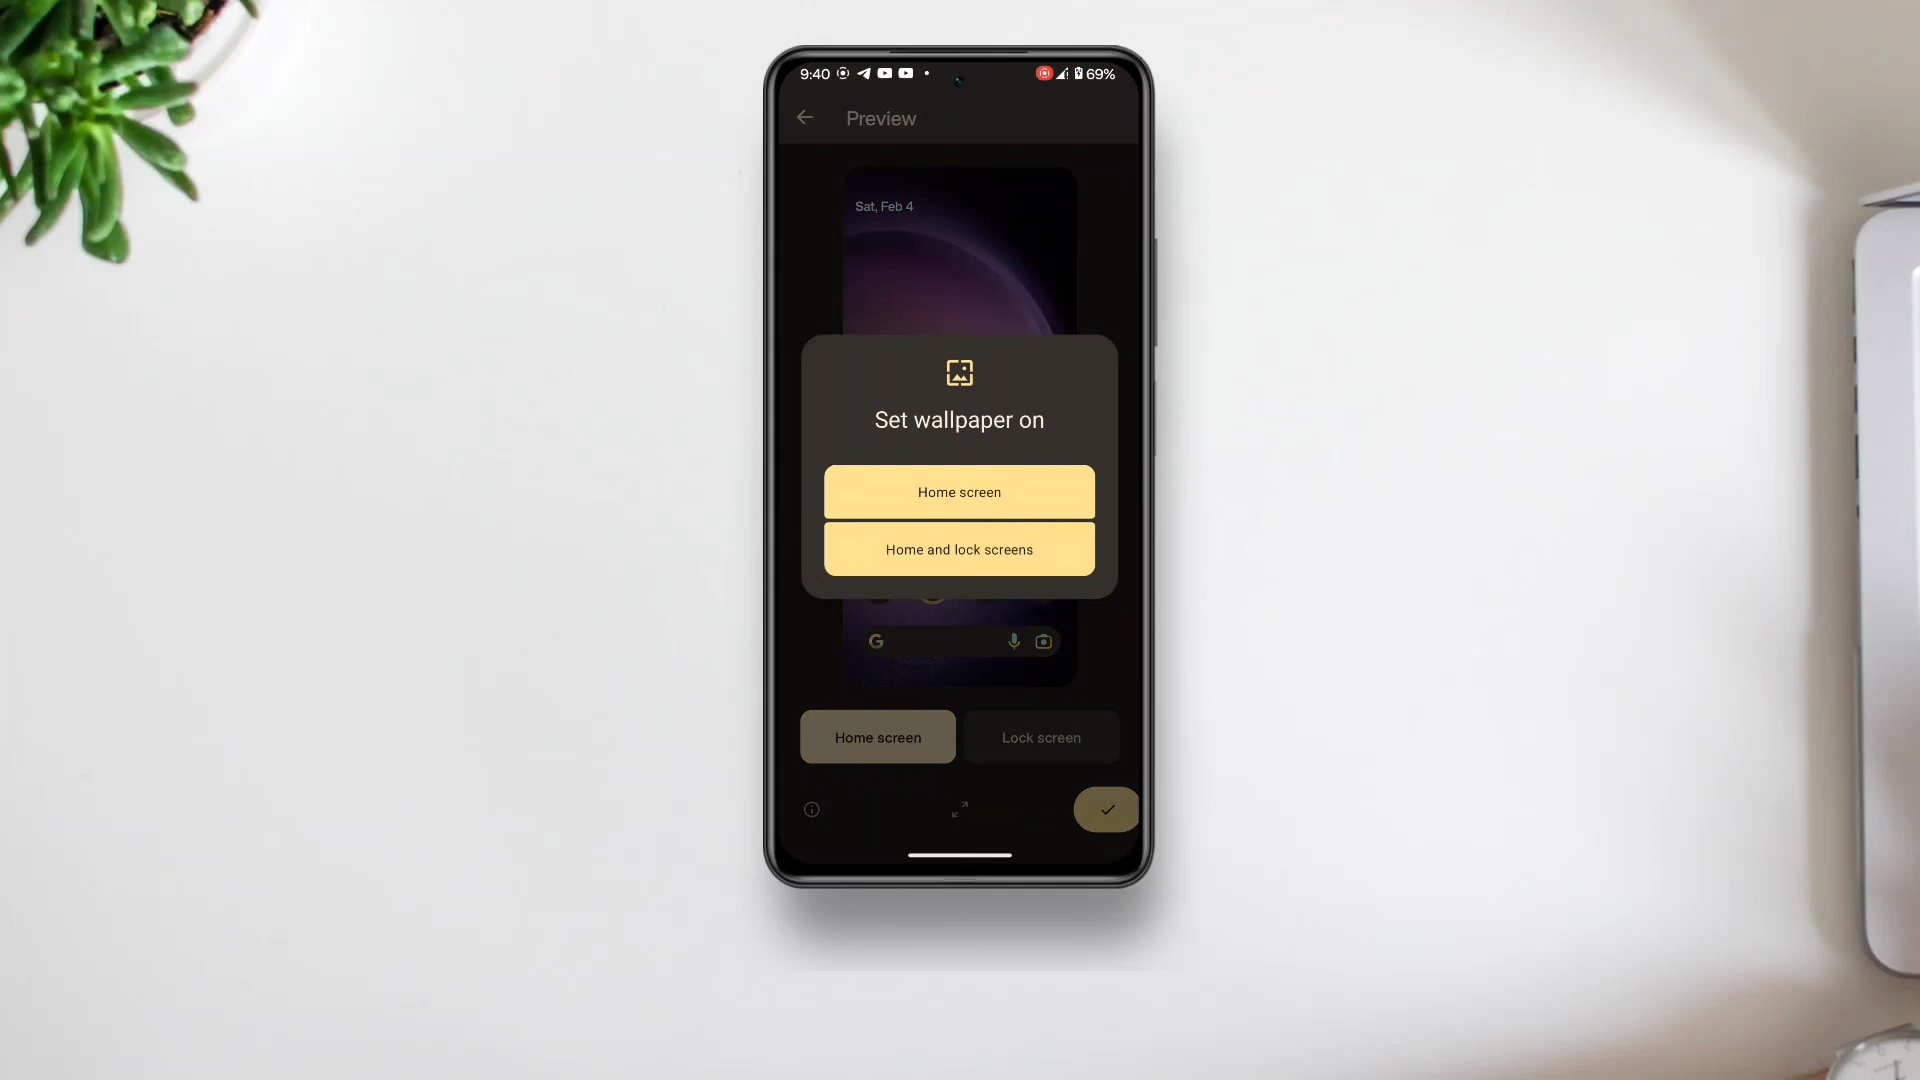 9:40
69%
Preview
Sat, Feb 4
Set wallpaper on
Home screen
Home and lock screens
G
Home screen
Lock screen